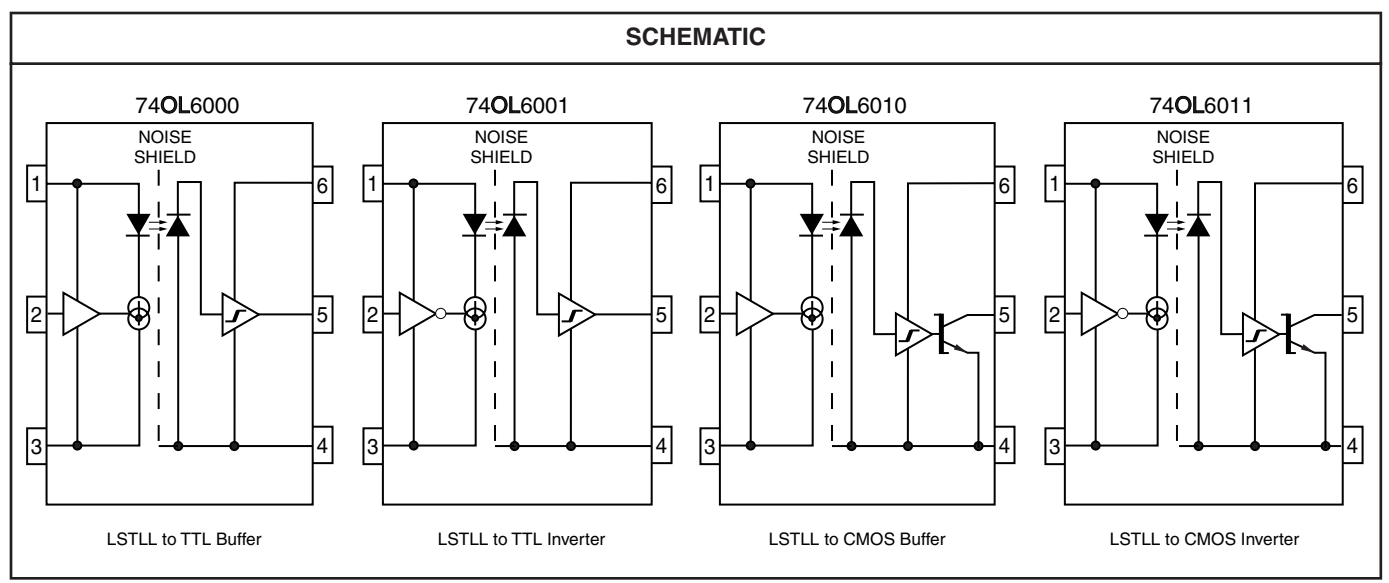 SCHEMATIC
74OL6000
NOISE
SHIELD
1
6
2
5
3
4
LSTLL to TTL Buffer
74OL6001
NOISE
SHIELD
1
6
2
5
3
4
LSTLL to TTL Inverter
74OL6010
NOISE
SHIELD
1
6
2
5
3
4
LSTLL to CMOS Buffer
74OL6011
NOISE
SHIELD
1
6
2
5
3
4
LSTLL to CMOS Inverter